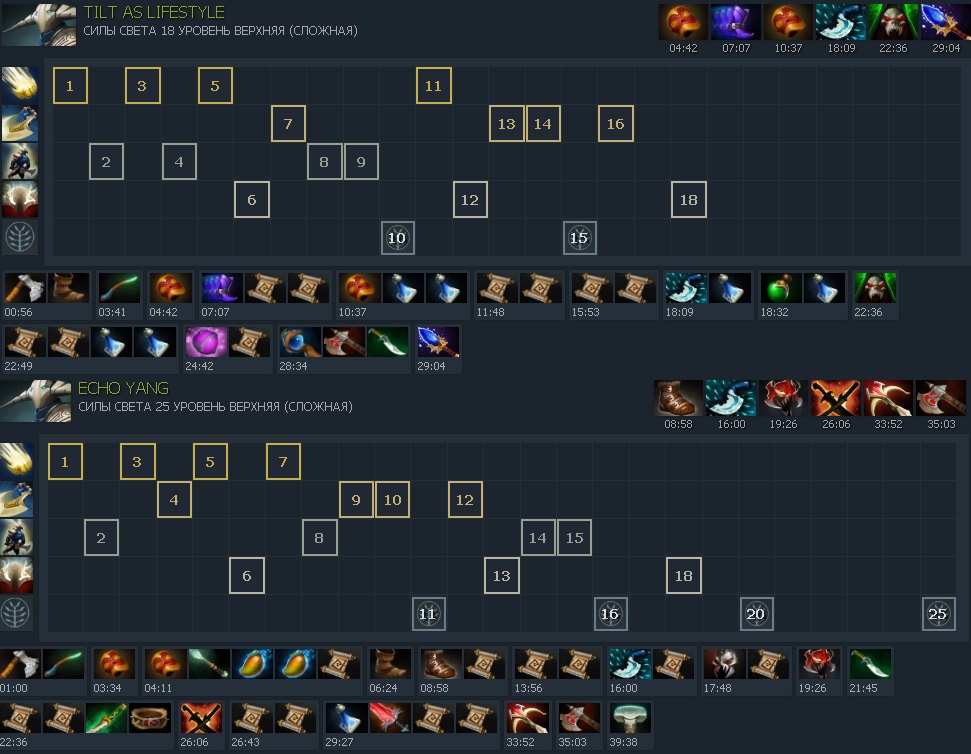 TILT AS LIFESTYLE
СИЛЫ СВЕТА 18 УРОВЕНЬ ВЕРХНЯЯ (СЛОЖНАЯ)
04:42 07:07 10:37 18:09 22:36 29:04
1 3 5 11
7 13 14 16
2 4 8 9
6 12 18
10 15
00:56 03:41 04:42 07:07 10:37 11:48 15:53 18:09 18:32 22:36
22:49 24:42 28:34 29:04
ECHO YANG
СИЛЫ СВЕТА 25 УРОВЕНЬ ВЕРХНЯЯ (СЛОЖНАЯ)
08:58 16:00 19:26 26:06 33:52 35:03
1 3 5 7
4 9 10 12
2 8 14 15
6 13 18
11 16 20 25
01:00 03:34 04:11 06:24 08:58 13:56 16:00 17:48 19:26 21:45
22:36 26:06 26:43 29:27 33:52 35:03 39:38